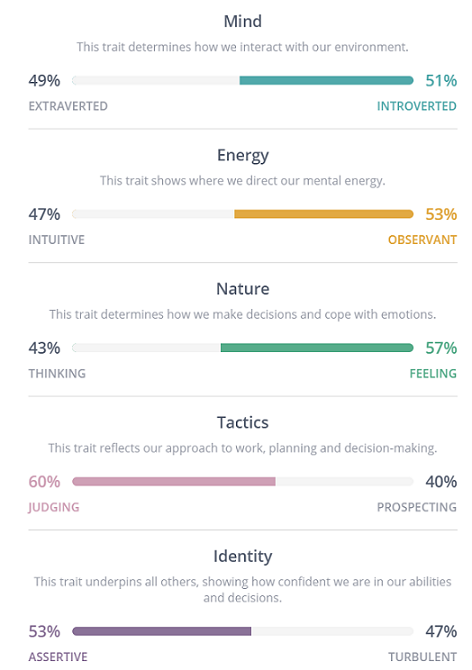 Mind
This trait determines how we interact with our environment.
49% 51%
EXTRAVERTED INTROVERTED
Energy
This trait shows where we direct our mental energy.
47% 53%
INTUITIVE OBSERVANT
Nature
This trait determines how we make decisions and cope with emotions.
43% 57%
THINKING FEELING
Tactics
This trait reflects our approach to work, planning and decision-making.
60% 40%
JUDGING PROSPECTING
Identity
This trait underpins all others, showing how confident we are in our abilities
and decisions.
53% 47%
ASSERTIVE TURBULENT